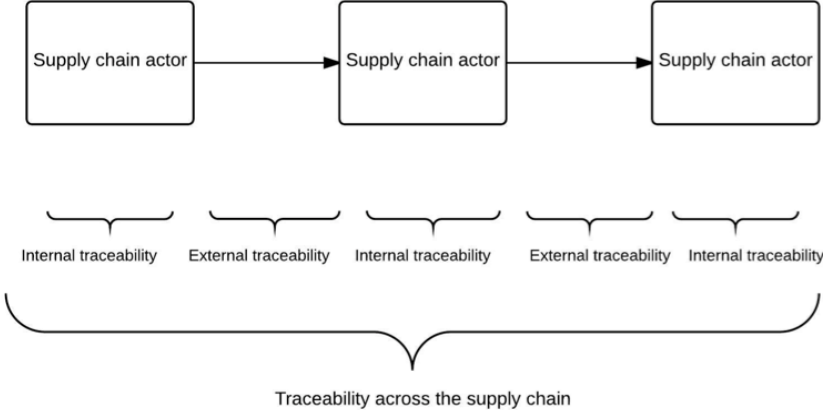 Supply chain actor Supply chain actor Supply chain actor
Internal traceability External traceability Internal traceability External traceability Internal traceability
Traceability across the supply chain